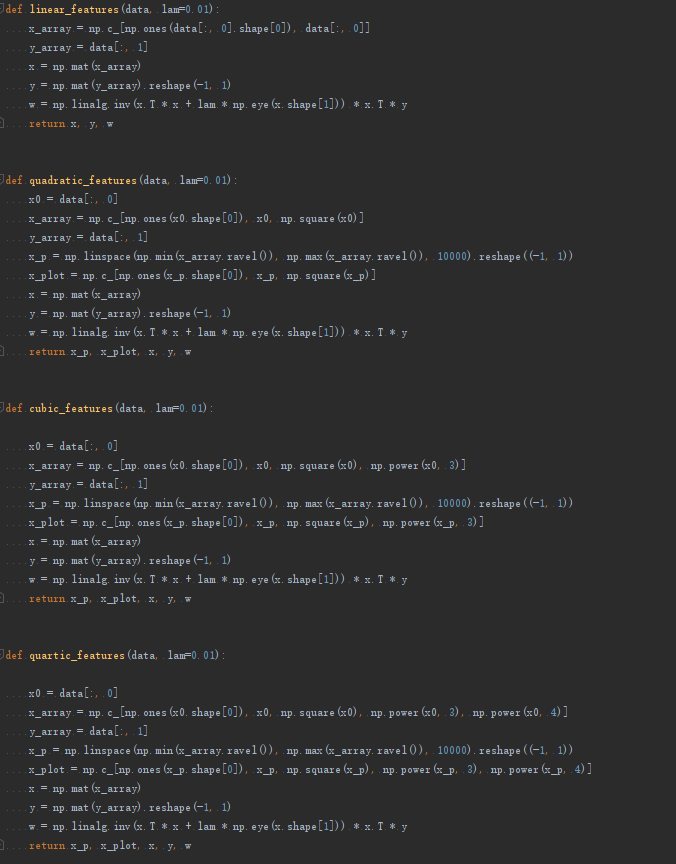 def linear_features(data, lam=0.01):
    x_array = np.c_[np.ones(data[:, 0].shape[0]), data[:, 0]]
    y_array = data[:, 1]
    x = np.mat(x_array)
    y = np.mat(y_array).reshape(-1, 1)
    w = np.linalg.inv(x.T * x + lam * np.eye(x.shape[1])) * x.T * y
    return x, y, w
def quadratic_features(data, lam=0.01):
    x0 = data[:, 0]
    x_array = np.c_[np.ones(x0.shape[0]), x0, np.square(x0)]
    y_array = data[:, 1]
    x_p = np.linspace(np.min(x_array.ravel()), np.max(x_array.ravel()), 10000).reshape((-1, 1))
    x_plot = np.c_[np.ones(x_p.shape[0]), x_p, np.square(x_p)]
    x = np.mat(x_array)
    y = np.mat(y_array).reshape(-1, 1)
    w = np.linalg.inv(x.T * x + lam * np.eye(x.shape[1])) * x.T * y
    return x_p, x_plot, x, y, w
def cubic_features(data, lam=0.01):
    x0 = data[:, 0]
    x_array = np.c_[np.ones(x0.shape[0]), x0, np.square(x0), np.power(x0, 3)]
    y_array = data[:, 1]
    x_p = np.linspace(np.min(x_array.ravel()), np.max(x_array.ravel()), 10000).reshape((-1, 1))
    x_plot = np.c_[np.ones(x_p.shape[0]), x_p, np.square(x_p), np.power(x_p, 3)]
    x = np.mat(x_array)
    y = np.mat(y_array).reshape(-1, 1)
    w = np.linalg.inv(x.T * x + lam * np.eye(x.shape[1])) * x.T * y
    return x_p, x_plot, x, y, w
def quartic_features(data, lam=0.01):
    x0 = data[:, 0]
    x_array = np.c_[np.ones(x0.shape[0]), x0, np.square(x0), np.power(x0, 3), np.power(x0, 4)]
    y_array = data[:, 1]
    x_p = np.linspace(np.min(x_array.ravel()), np.max(x_array.ravel()), 10000).reshape((-1, 1))
    x_plot = np.c_[np.ones(x_p.shape[0]), x_p, np.square(x_p), np.power(x_p, 3), np.power(x_p, 4)]
    x = np.mat(x_array)
    y = np.mat(y_array).reshape(-1, 1)
    w = np.linalg.inv(x.T * x + lam * np.eye(x.shape[1])) * x.T * y
    return x_p, x_plot, x, y, w